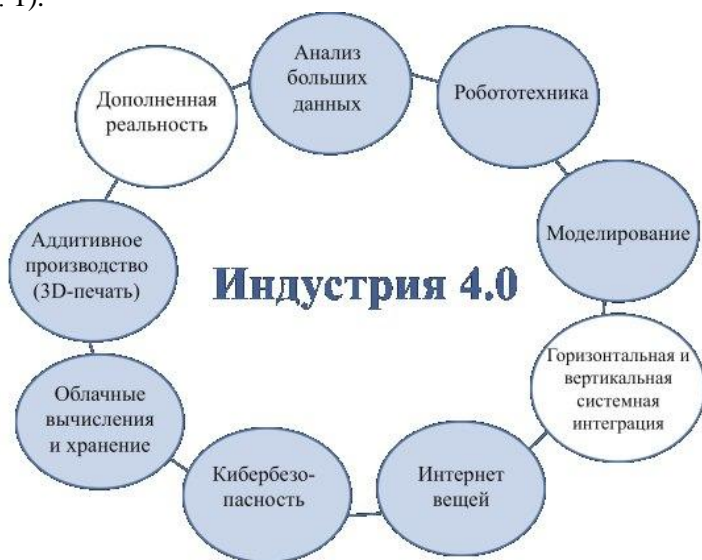 1).
Анализ
больших
данных
Робототехника
Моделирование
Горизонтальная и
вертикальная
системная
интеграция
Интернет
вещей
Кибербезо-
пасность
Облачные
вычисления
и хранение
Аддитивное
производство
(3D-печать)
Дополненная
реальность
Индустрия 4.0